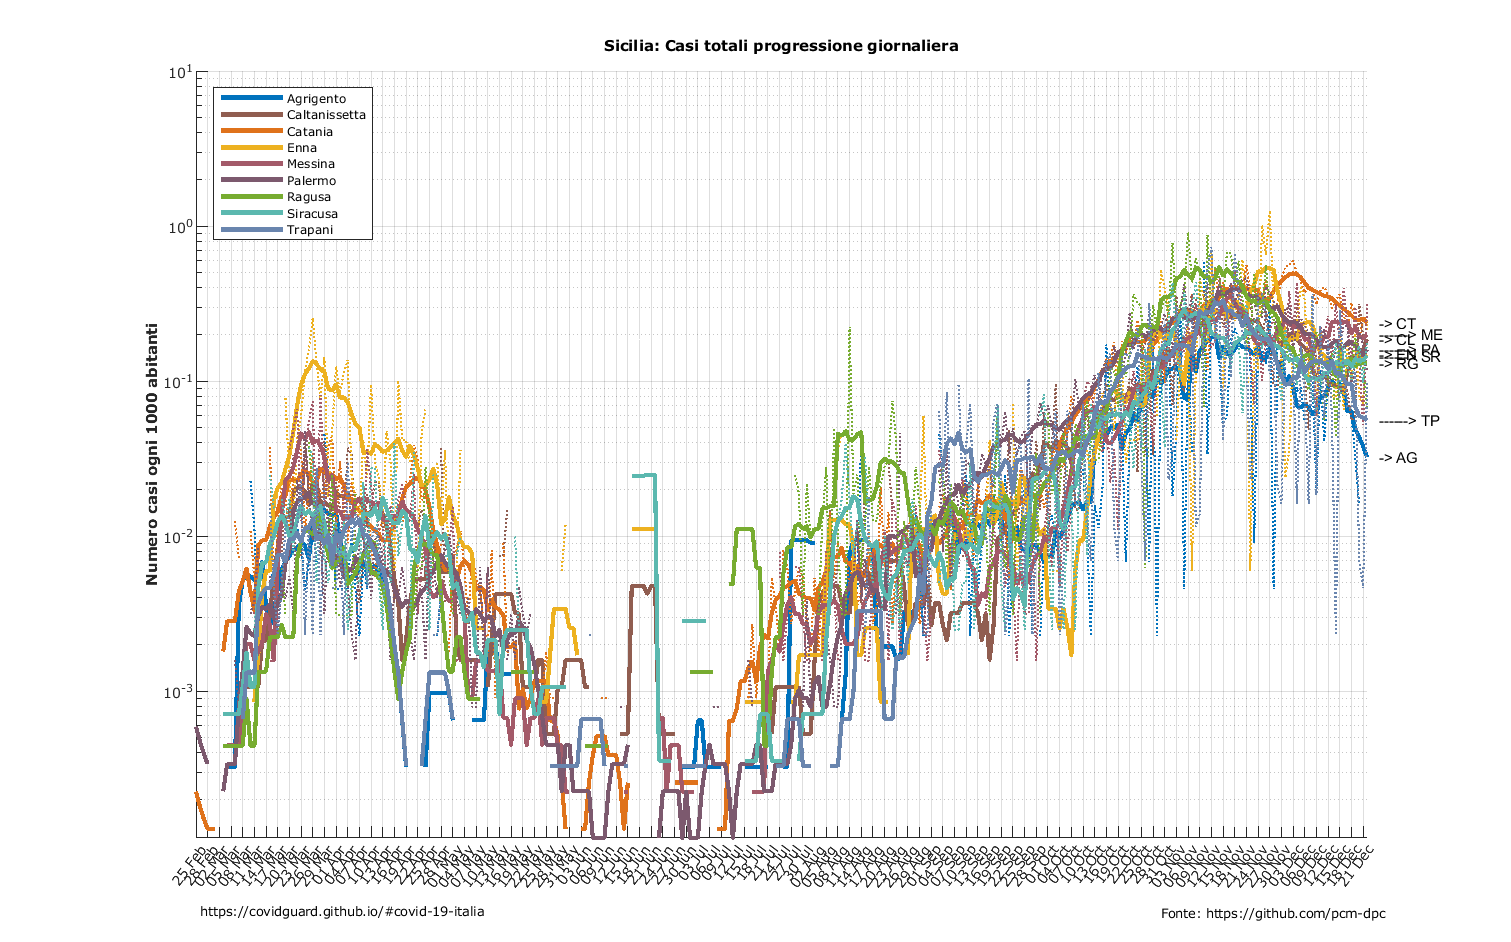 Sicilia: Casi totali progressione giornaliera
Numero casi ogni 1000 abitanti
10^1
10^0
10^-1
10^-2
10^-3
Agrigento
Caltanissetta
Catania
Enna
Messina
Palermo
Ragusa
Siracusa
Trapani
-> CT
------> ME
-> CL
------> PA
-> EN
------> SR
-> RG
------> TP
-> AG
25 Feb
28 Feb
02 Mar
05 Mar
08 Mar
11 Mar
14 Mar
17 Mar
20 Mar
23 Mar
26 Mar
29 Mar
01 Apr
04 Apr
07 Apr
10 Apr
13 Apr
16 Apr
19 Apr
22 Apr
25 Apr
28 Apr
01 May
04 May
07 May
10 May
13 May
16 May
19 May
22 May
25 May
28 May
31 May
03 Jun
06 Jun
09 Jun
12 Jun
15 Jun
18 Jun
21 Jun
24 Jun
27 Jun
30 Jun
03 Jul
06 Jul
09 Jul
12 Jul
15 Jul
18 Jul
21 Jul
24 Jul
27 Jul
30 Jul
02 Aug
05 Aug
08 Aug
11 Aug
14 Aug
17 Aug
20 Aug
23 Aug
26 Aug
29 Aug
01 Sep
04 Sep
07 Sep
10 Sep
13 Sep
16 Sep
19 Sep
22 Sep
25 Sep
28 Sep
01 Oct
04 Oct
07 Oct
10 Oct
13 Oct
16 Oct
19 Oct
22 Oct
25 Oct
28 Oct
31 Oct
03 Nov
06 Nov
09 Nov
12 Nov
15 Nov
18 Nov
21 Nov
24 Nov
27 Nov
30 Nov
03 Dec
06 Dec
09 Dec
12 Dec
15 Dec
18 Dec
21 Dec
https://covidguard.github.io/#covid-19-italia
Fonte: https://github.com/pcm-dpc